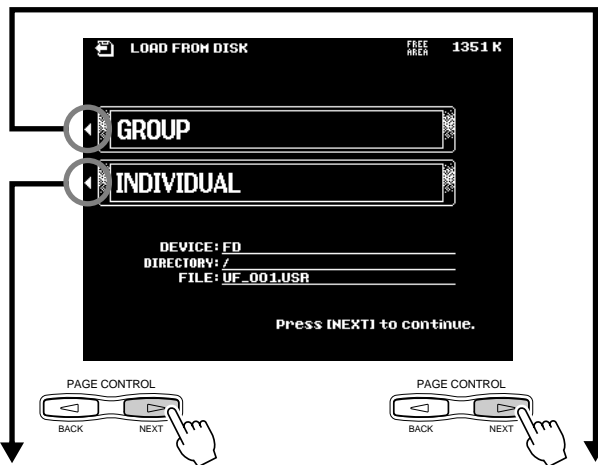 LOAD FROM DISK FREE AREA 1351 K
GROUP
INDIVIDUAL
DEVICE: FD
DIRECTORY: /
FILE: UF_001.USR
Press [NEXT] to continue.
PAGE CONTROL PAGE CONTROL
BACK NEXT BACK NEXT